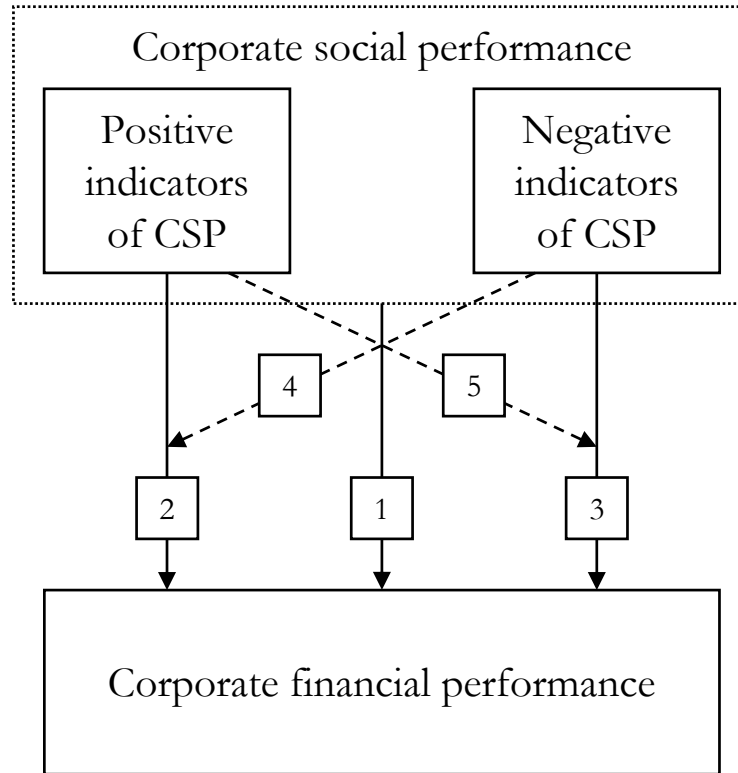 Corporate social performance
Positive
indicators
of CSP
Negative
indicators
of CSP
4
5
2
1
3
Corporate financial performance